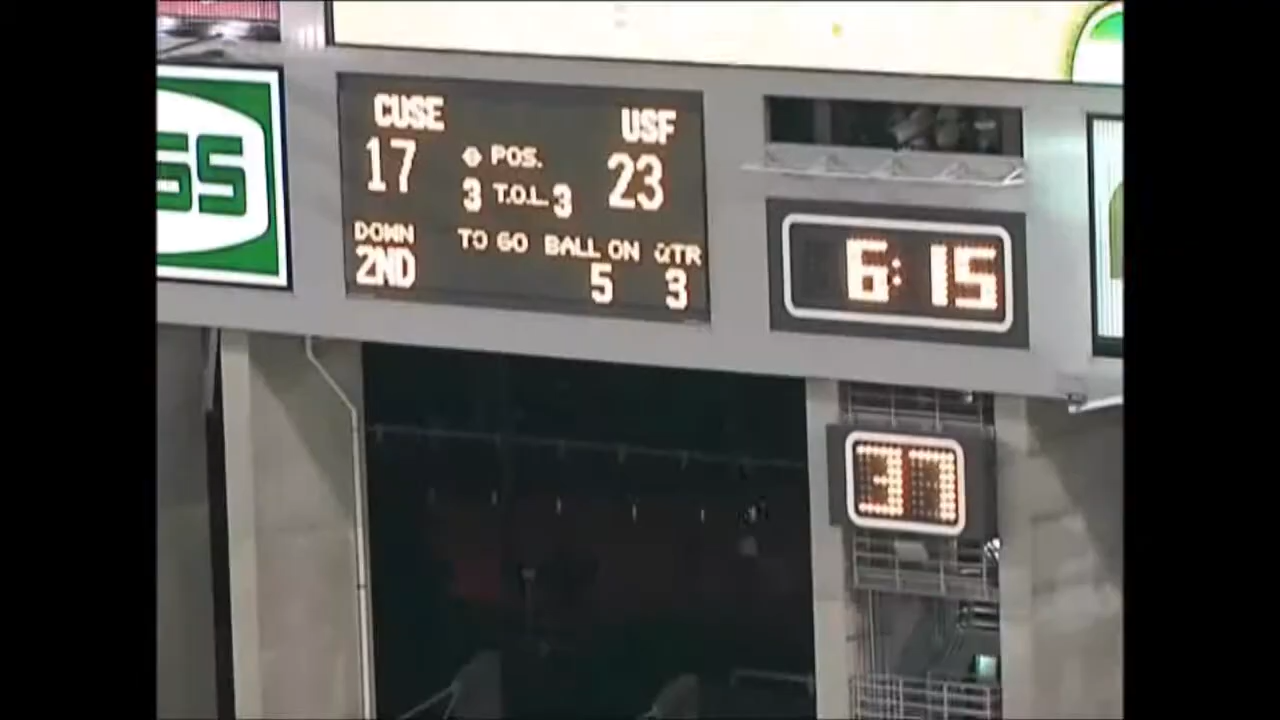 CUSE USF
17 POS. 23
3 T.O.L. 3
DOWN TO GO BALL ON QTR
2ND 5 3
6:15
37